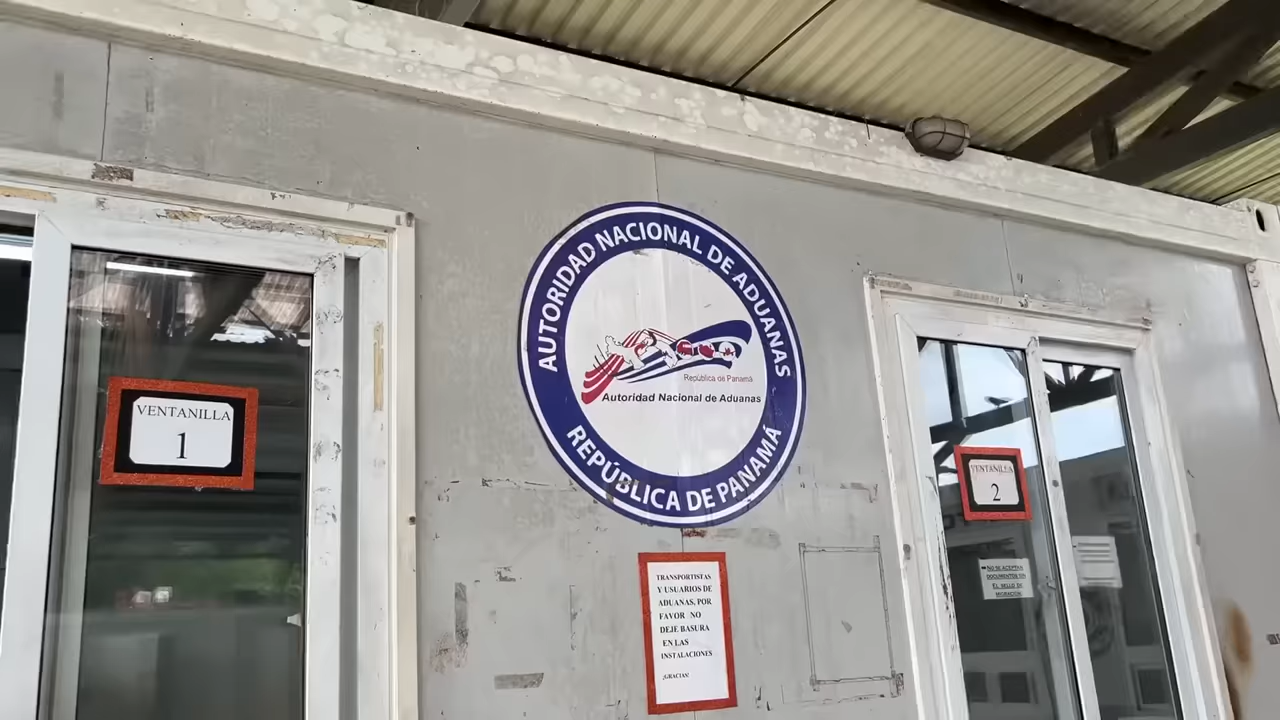 VENTANILLA
1
AUTORIDAD NACIONAL DE ADUANAS
República de Panamá
Autoridad Nacional de Aduanas
REPÚBLICA DE PANAMÁ
TRANSPORTISTAS
Y USUARIOS DE
ADUANAS, POR
FAVOR NO
DEJE BASURA
EN LAS
INSTALACIONES
¡GRACIAS!
VENTANILLA
2
NO SE ACEPTAN
DOCUMENTOS SIN
EL SELLO DE
MIGRACIÓN